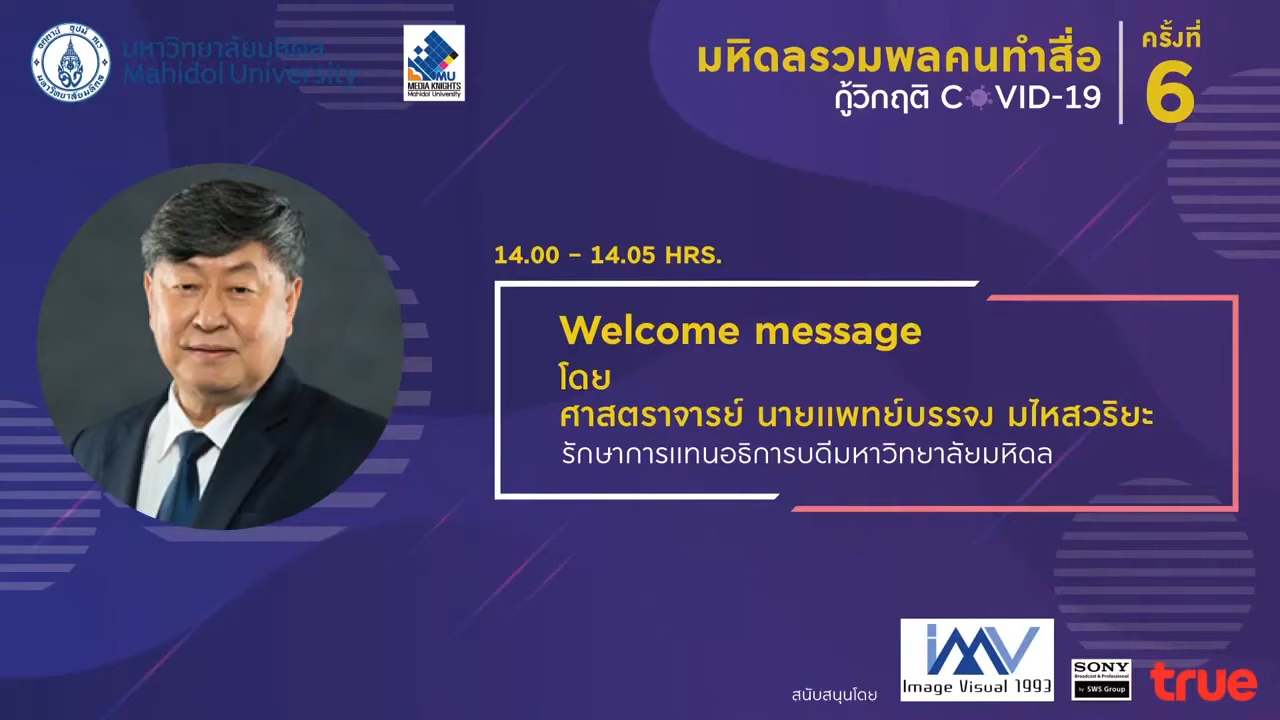 มหาวิทยาลัยมหิดล
Mahidol University
MU
MEDIA KNIGHTS
Mahidol University
มหิดลรวมพลคนทำสื่อ
กู้วิกฤติ COVID-19
ครั้งที่
6
14.00 – 14.05 HRS.
Welcome message
โดย
ศาสตราจารย์ นายแพทย์บรรจง มไหสวริยะ
รักษาการแทนอธิการบดีมหาวิทยาลัยมหิดล
สนับสนุนโดย
imV
Image Visual 1993
SONY
Broadcast & Professional
by SWS Group
true